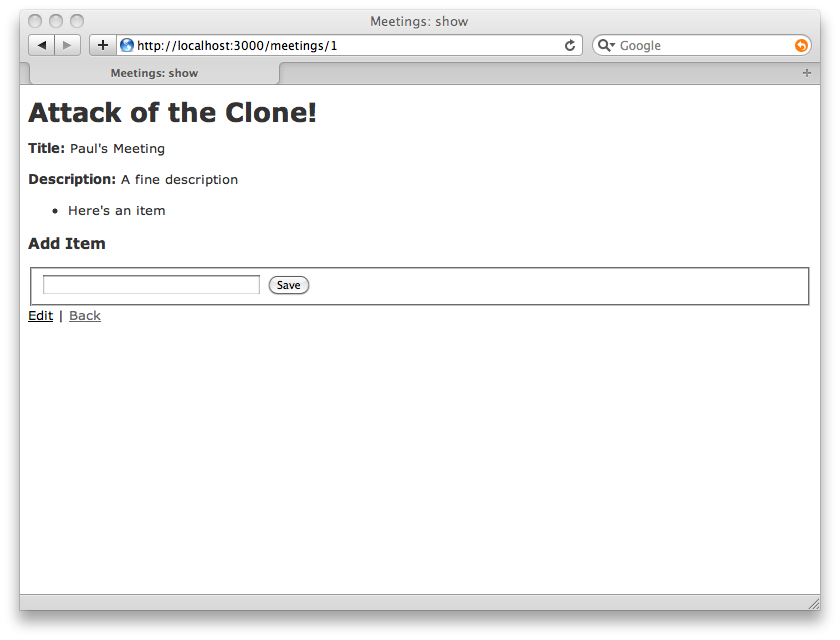 Meetings: show
http://localhost:3000/meetings/1
Google
Meetings: show
Attack of the Clone!
Title: Paul's Meeting
Description: A fine description
• Here's an item
Add Item
Save
Edit | Back